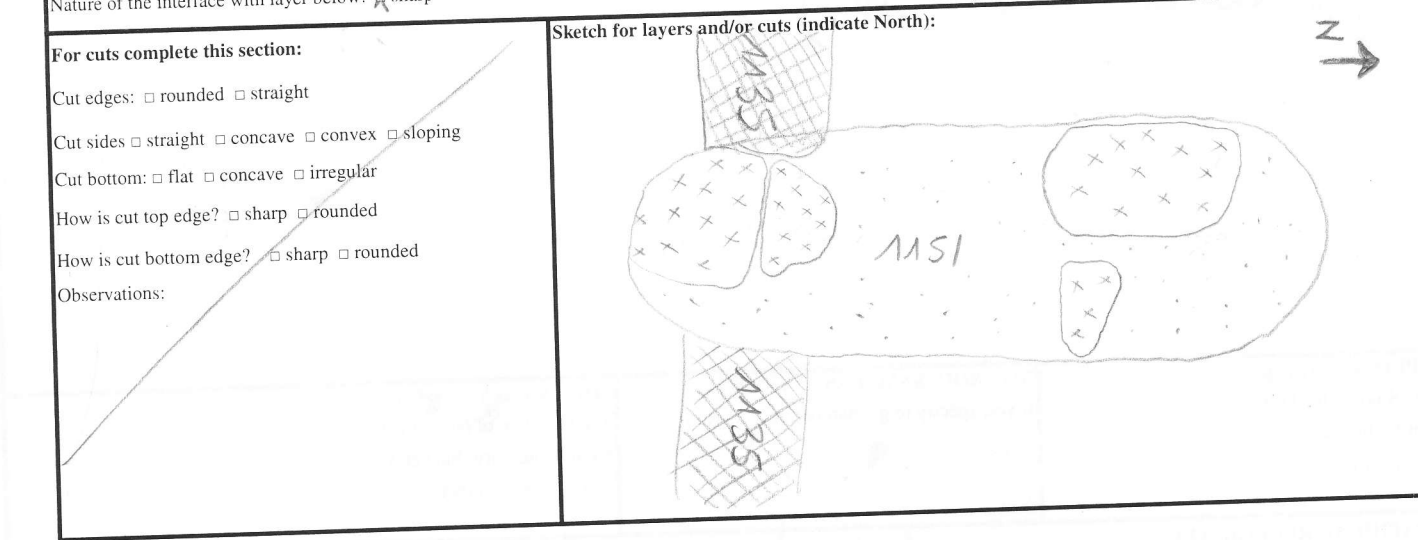 Nature of the interface with layer below:
For cuts complete this section:
Cut edges: □ rounded □ straight
Cut sides □ straight □ concave □ convex □ sloping
Cut bottom: □ flat □ concave □ irregular
How is cut top edge? □ sharp □ rounded
How is cut bottom edge? □ sharp □ rounded
Observations:
Sketch for layers and/or cuts (indicate North):
N
1135
1151
1135